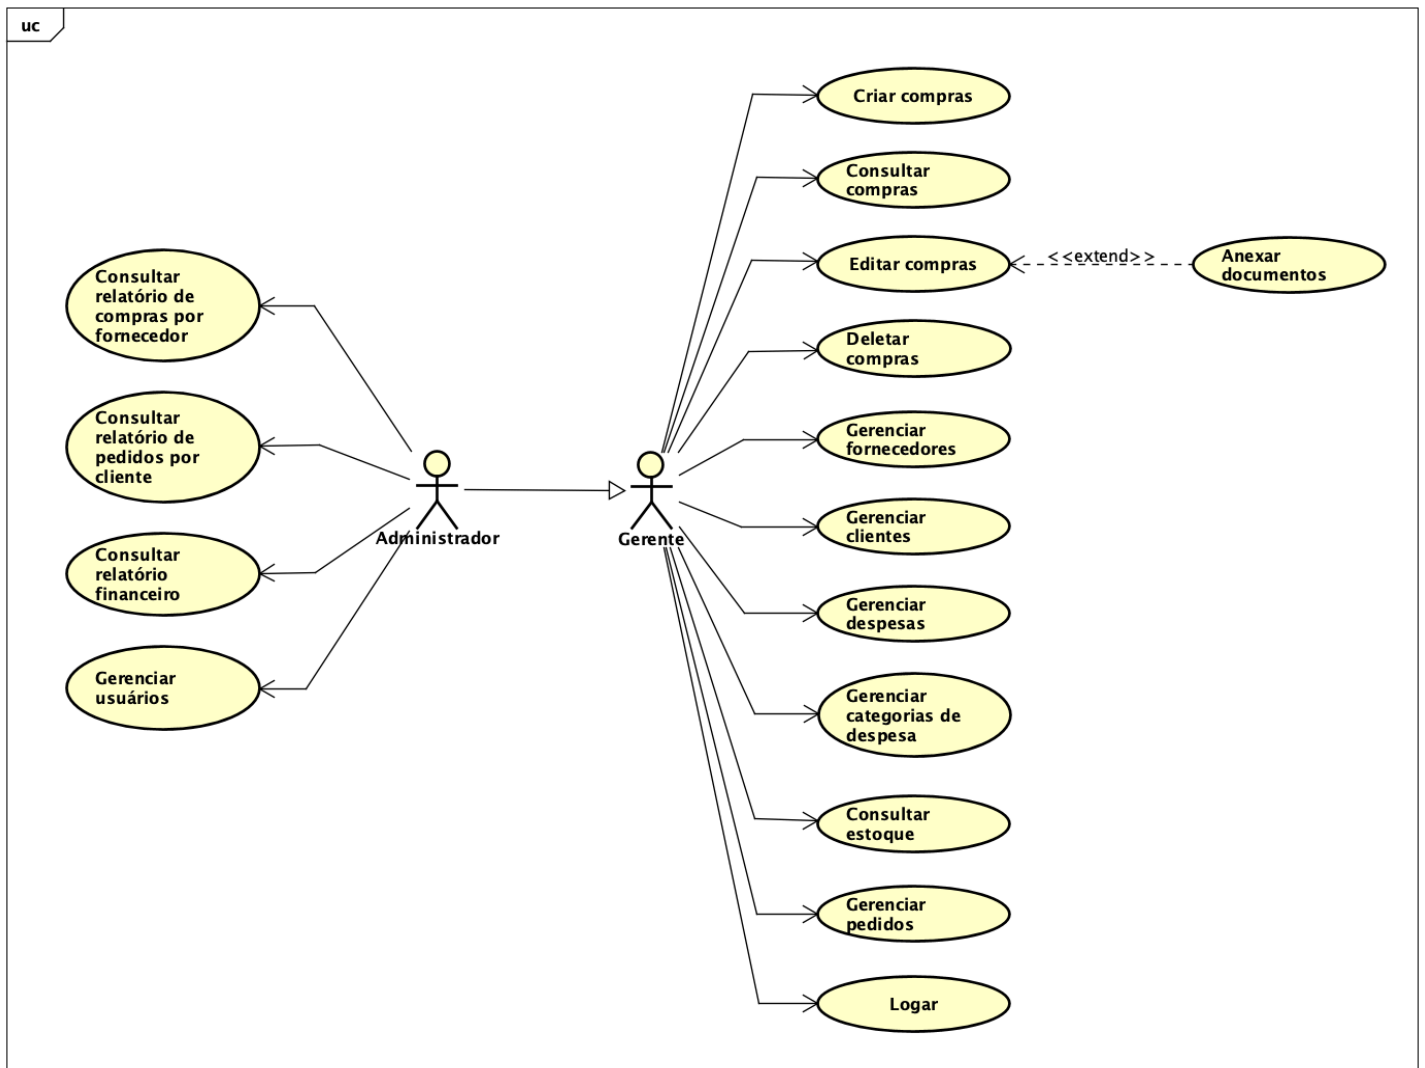 uc
Criar compras
Consultar
compras
Editar compras
<<extend>>
Anexar
documentos
Deletar
compras
Gerenciar
fornecedores
Gerenciar
clientes
Gerenciar
despesas
Gerenciar
categorias de
despesa
Consultar
estoque
Gerenciar
pedidos
Logar
Consultar
relatório de
compras por
fornecedor
Consultar
relatório de
pedidos por
cliente
Consultar
relatório
financeiro
Gerenciar
usuários
Administrador
Gerente